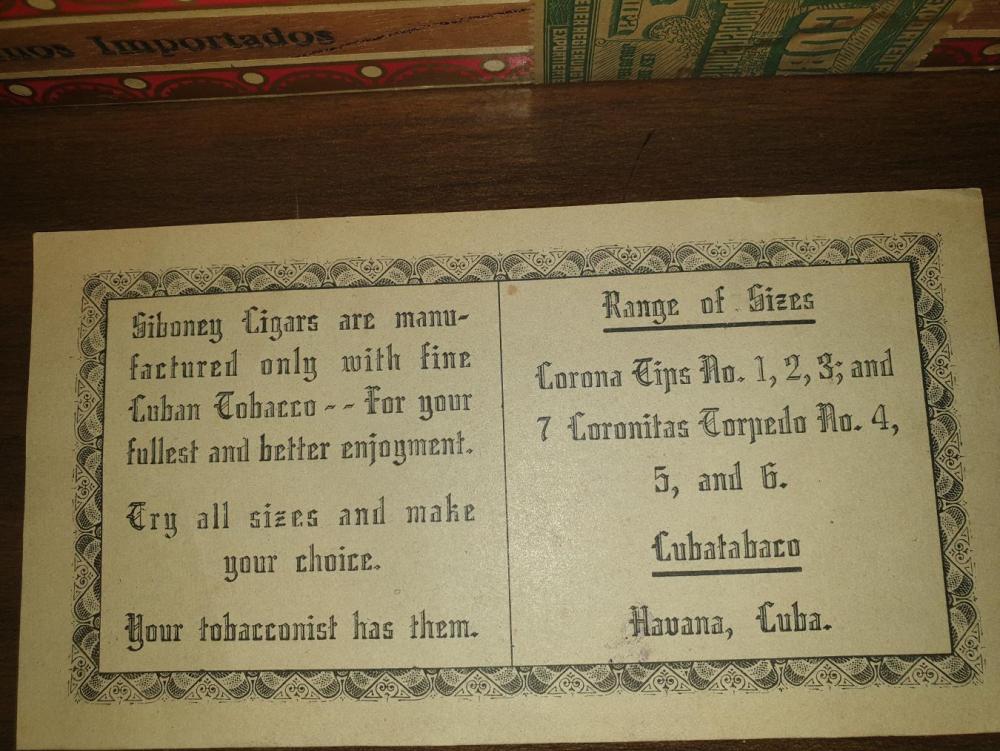 Importados
Siboney Cigars are manu-
factured only with fine
Cuban Tobacco -- For your
fullest and better enjoyment.
Try all sizes and make
your choice.
Your tobacconist has them.
Range of Sizes
Corona Tips No. 1, 2, 3; and
7 Coronitas Torpedo No. 4,
5, and 6.
Cubatabaco
Havana, Cuba.